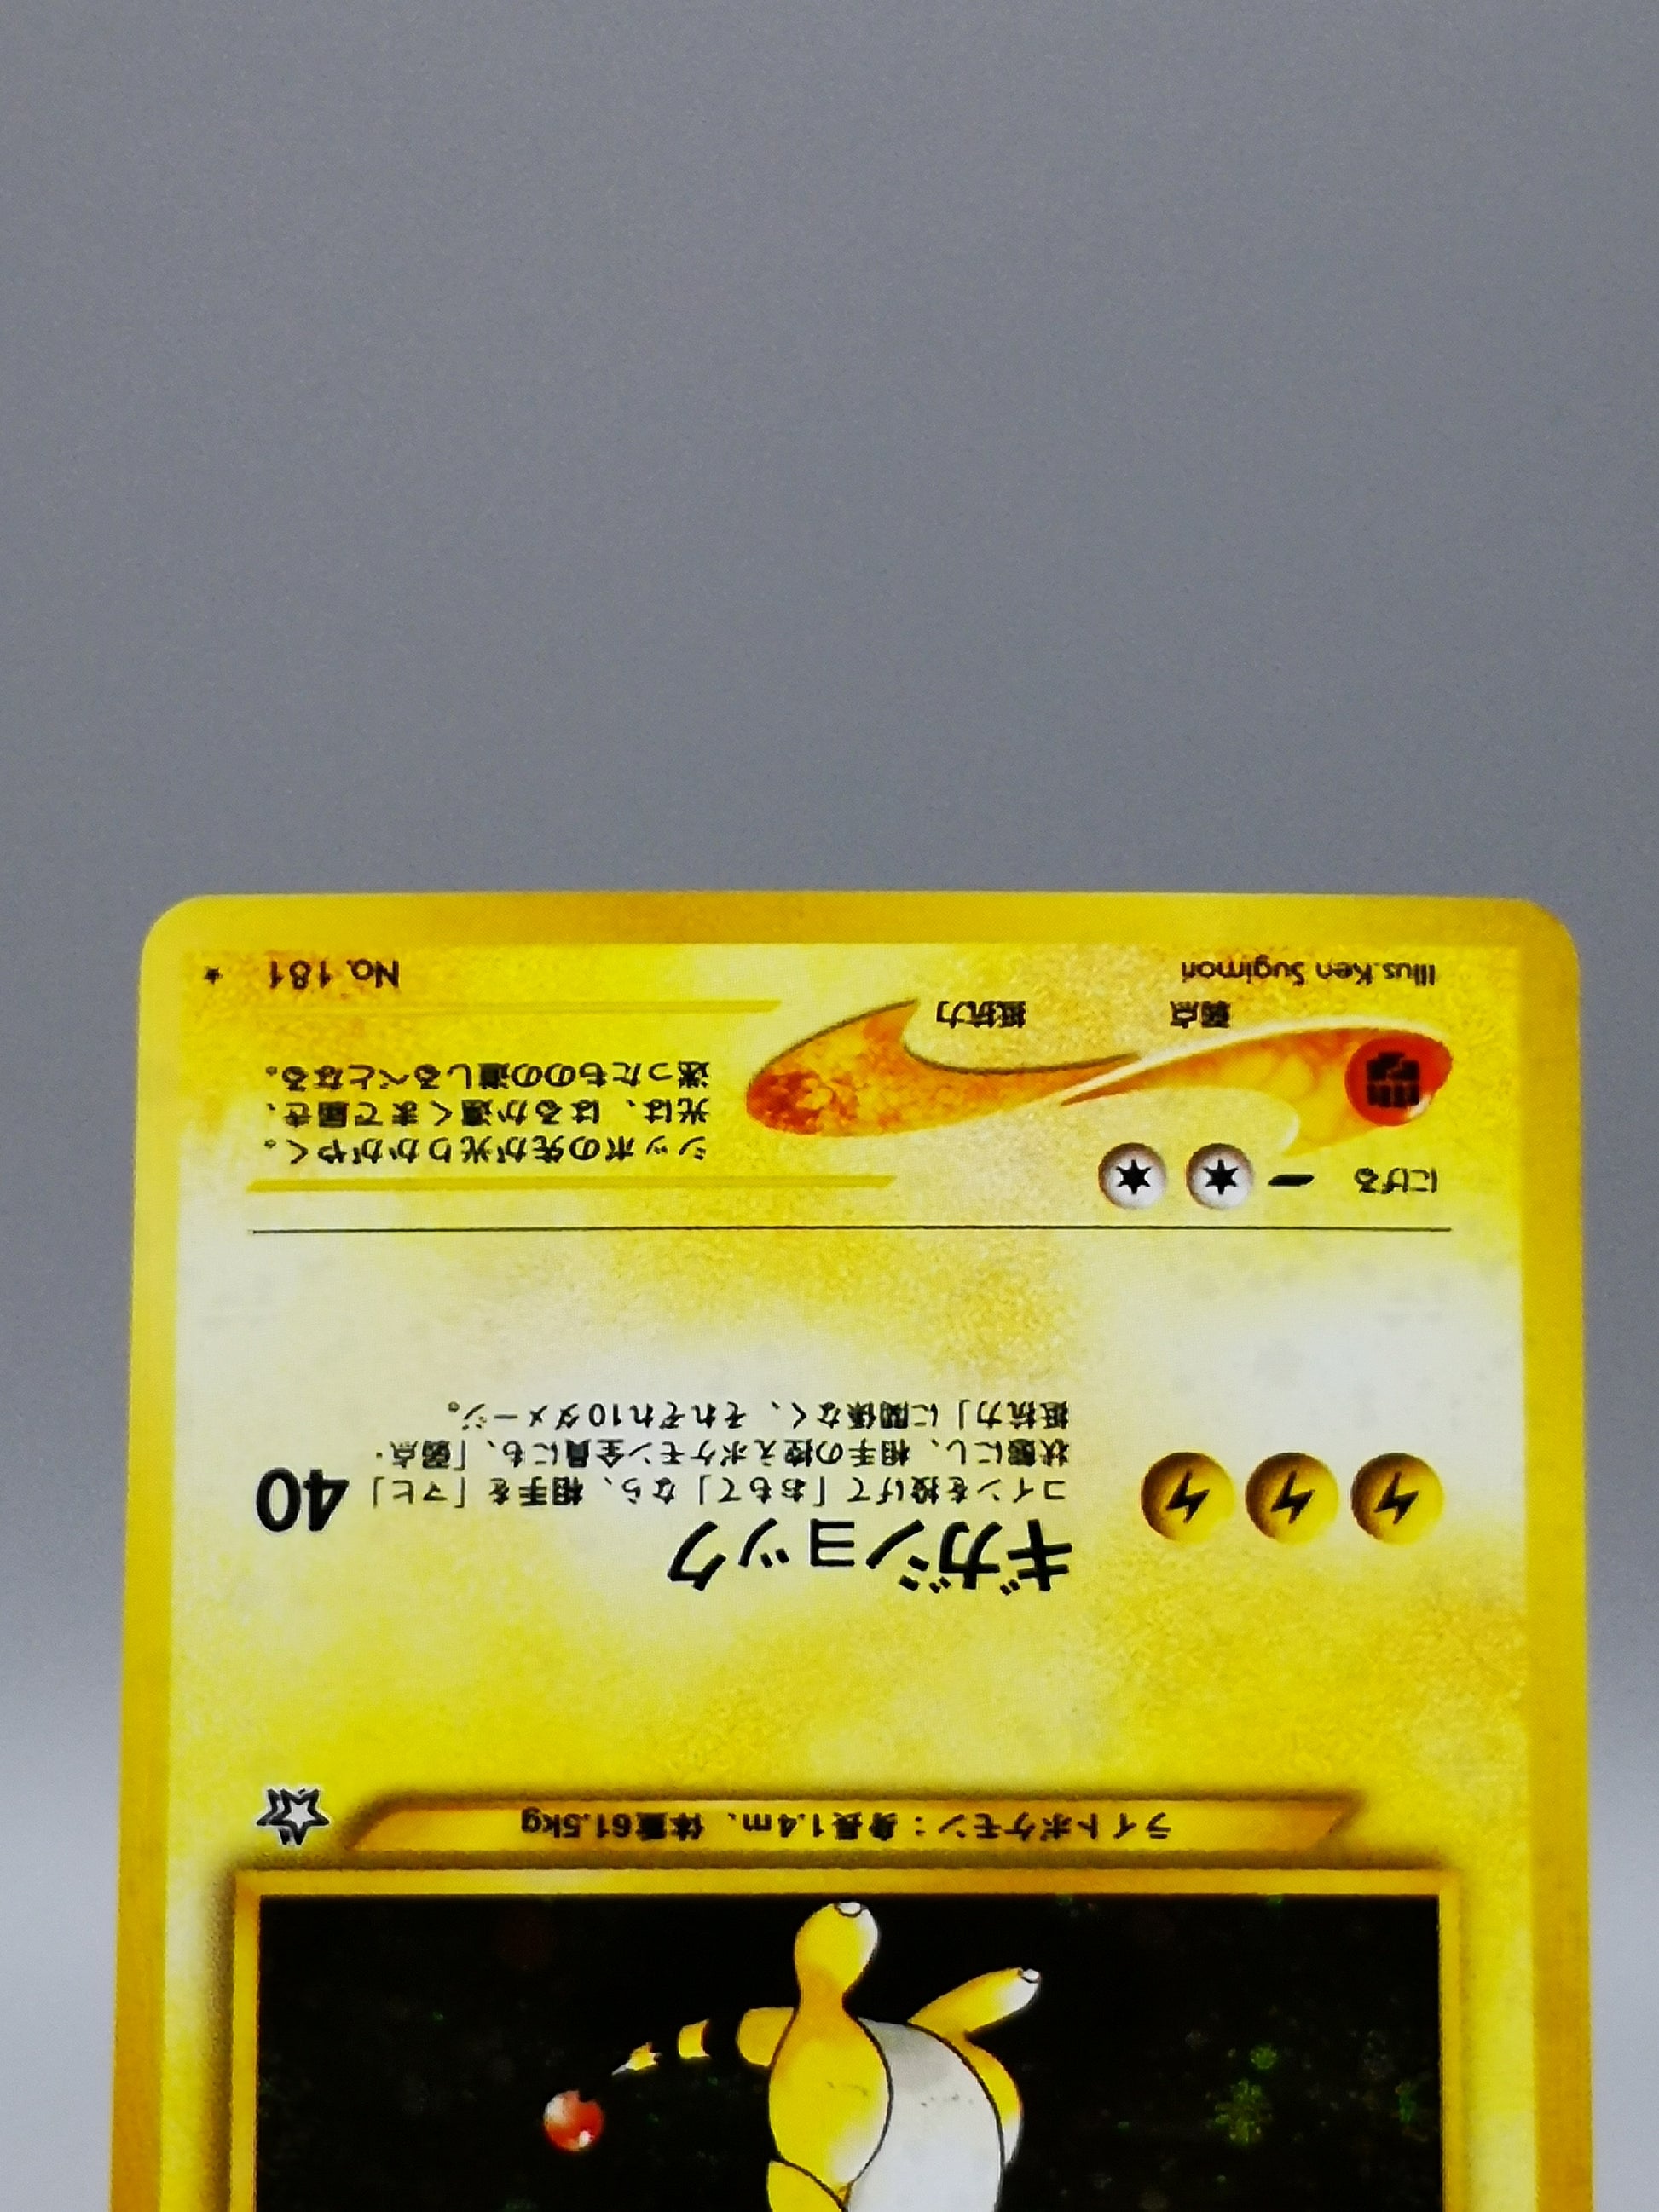 ライトポケモン：身長1.4m、体重61.5kg
ギガショック
コインを投げて「おもて」なら、相手を「マヒ」
状態にし、相手の控えポケモン全員にも、「弱点・
抵抗力」に関係なく、それぞれ10ダメージ。
40
にげる
シッポの先が光りかがやく。
光は、はるか遠くまで届き、
迷ったものの道しるべとなる。
弱点 抵抗力
Illus. Ken Sugimori
No. 181 ★